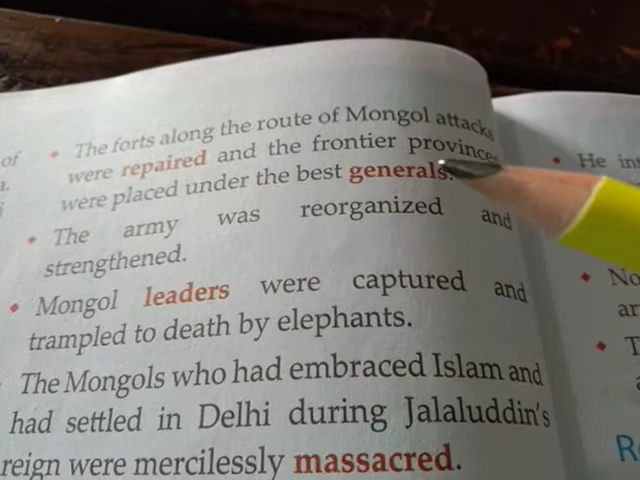 • The forts along the route of Mongol attacks
were repaired and the frontier provinces
were placed under the best generals.
• The army was reorganized and
strengthened.
• Mongol leaders were captured and
trampled to death by elephants.
The Mongols who had embraced Islam and
had settled in Delhi during Jalaluddin's
reign were mercilessly massacred.
of
• He
No